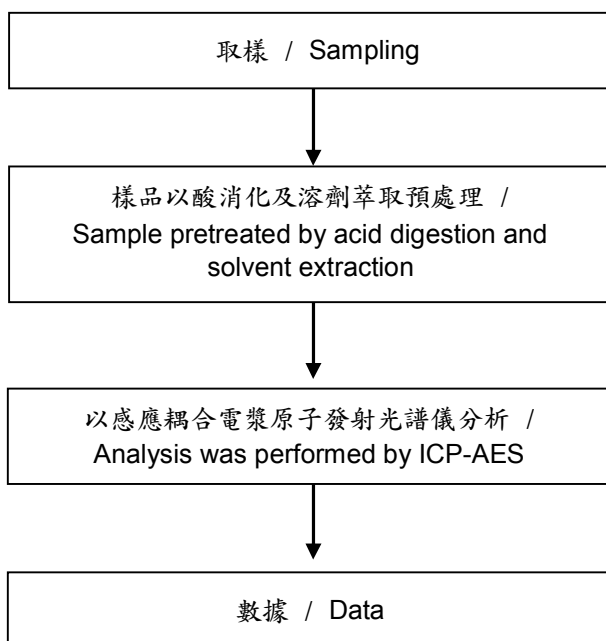 取樣 / Sampling
樣品以酸消化及溶劑萃取預處理 /
Sample pretreated by acid digestion and
solvent extraction
以感應耦合電漿原子發射光譜儀分析 /
Analysis was performed by ICP-AES
數據 / Data